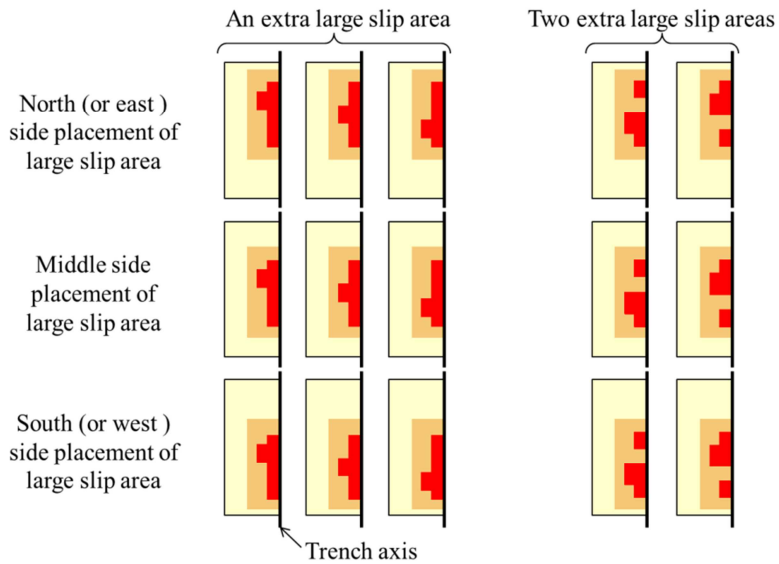 An extra large slip area
Two extra large slip areas
North (or east )
side placement of
large slip area
Middle side
placement of
large slip area
South (or west )
side placement of
large slip area
Trench axis